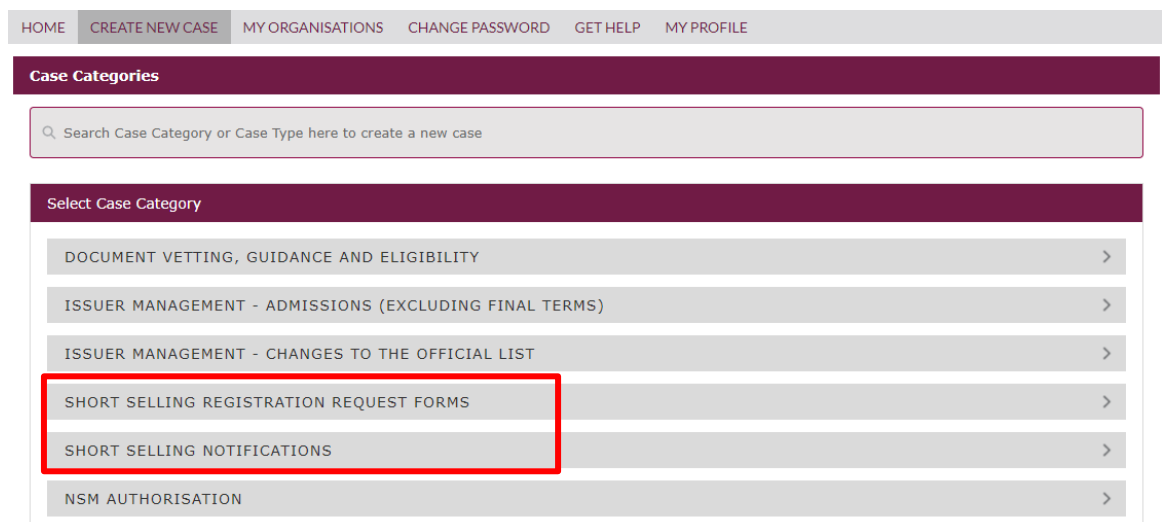 HOME CREATE NEW CASE MY ORGANISATIONS CHANGE PASSWORD GET HELP MY PROFILE
Case Categories
Search Case Category or Case Type here to create a new case
Select Case Category
DOCUMENT VETTING, GUIDANCE AND ELIGIBILITY
ISSUER MANAGEMENT - ADMISSIONS (EXCLUDING FINAL TERMS)
ISSUER MANAGEMENT - CHANGES TO THE OFFICIAL LIST
SHORT SELLING REGISTRATION REQUEST FORMS
SHORT SELLING NOTIFICATIONS
NSM AUTHORISATION